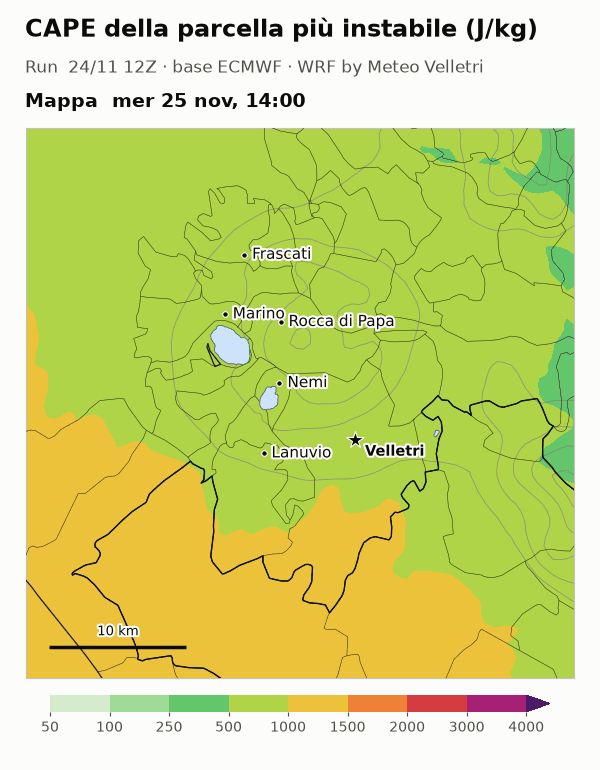 CAPE della parcella più instabile (J/kg)
Run  24/11 12Z · base ECMWF · WRF by Meteo Velletri
Mappa  mer 25 nov, 14:00
Frascati
Marino
Rocca di Papa
Nemi
Velletri
Lanuvio
10 km
50 100 250 500 1000 1500 2000 3000 4000